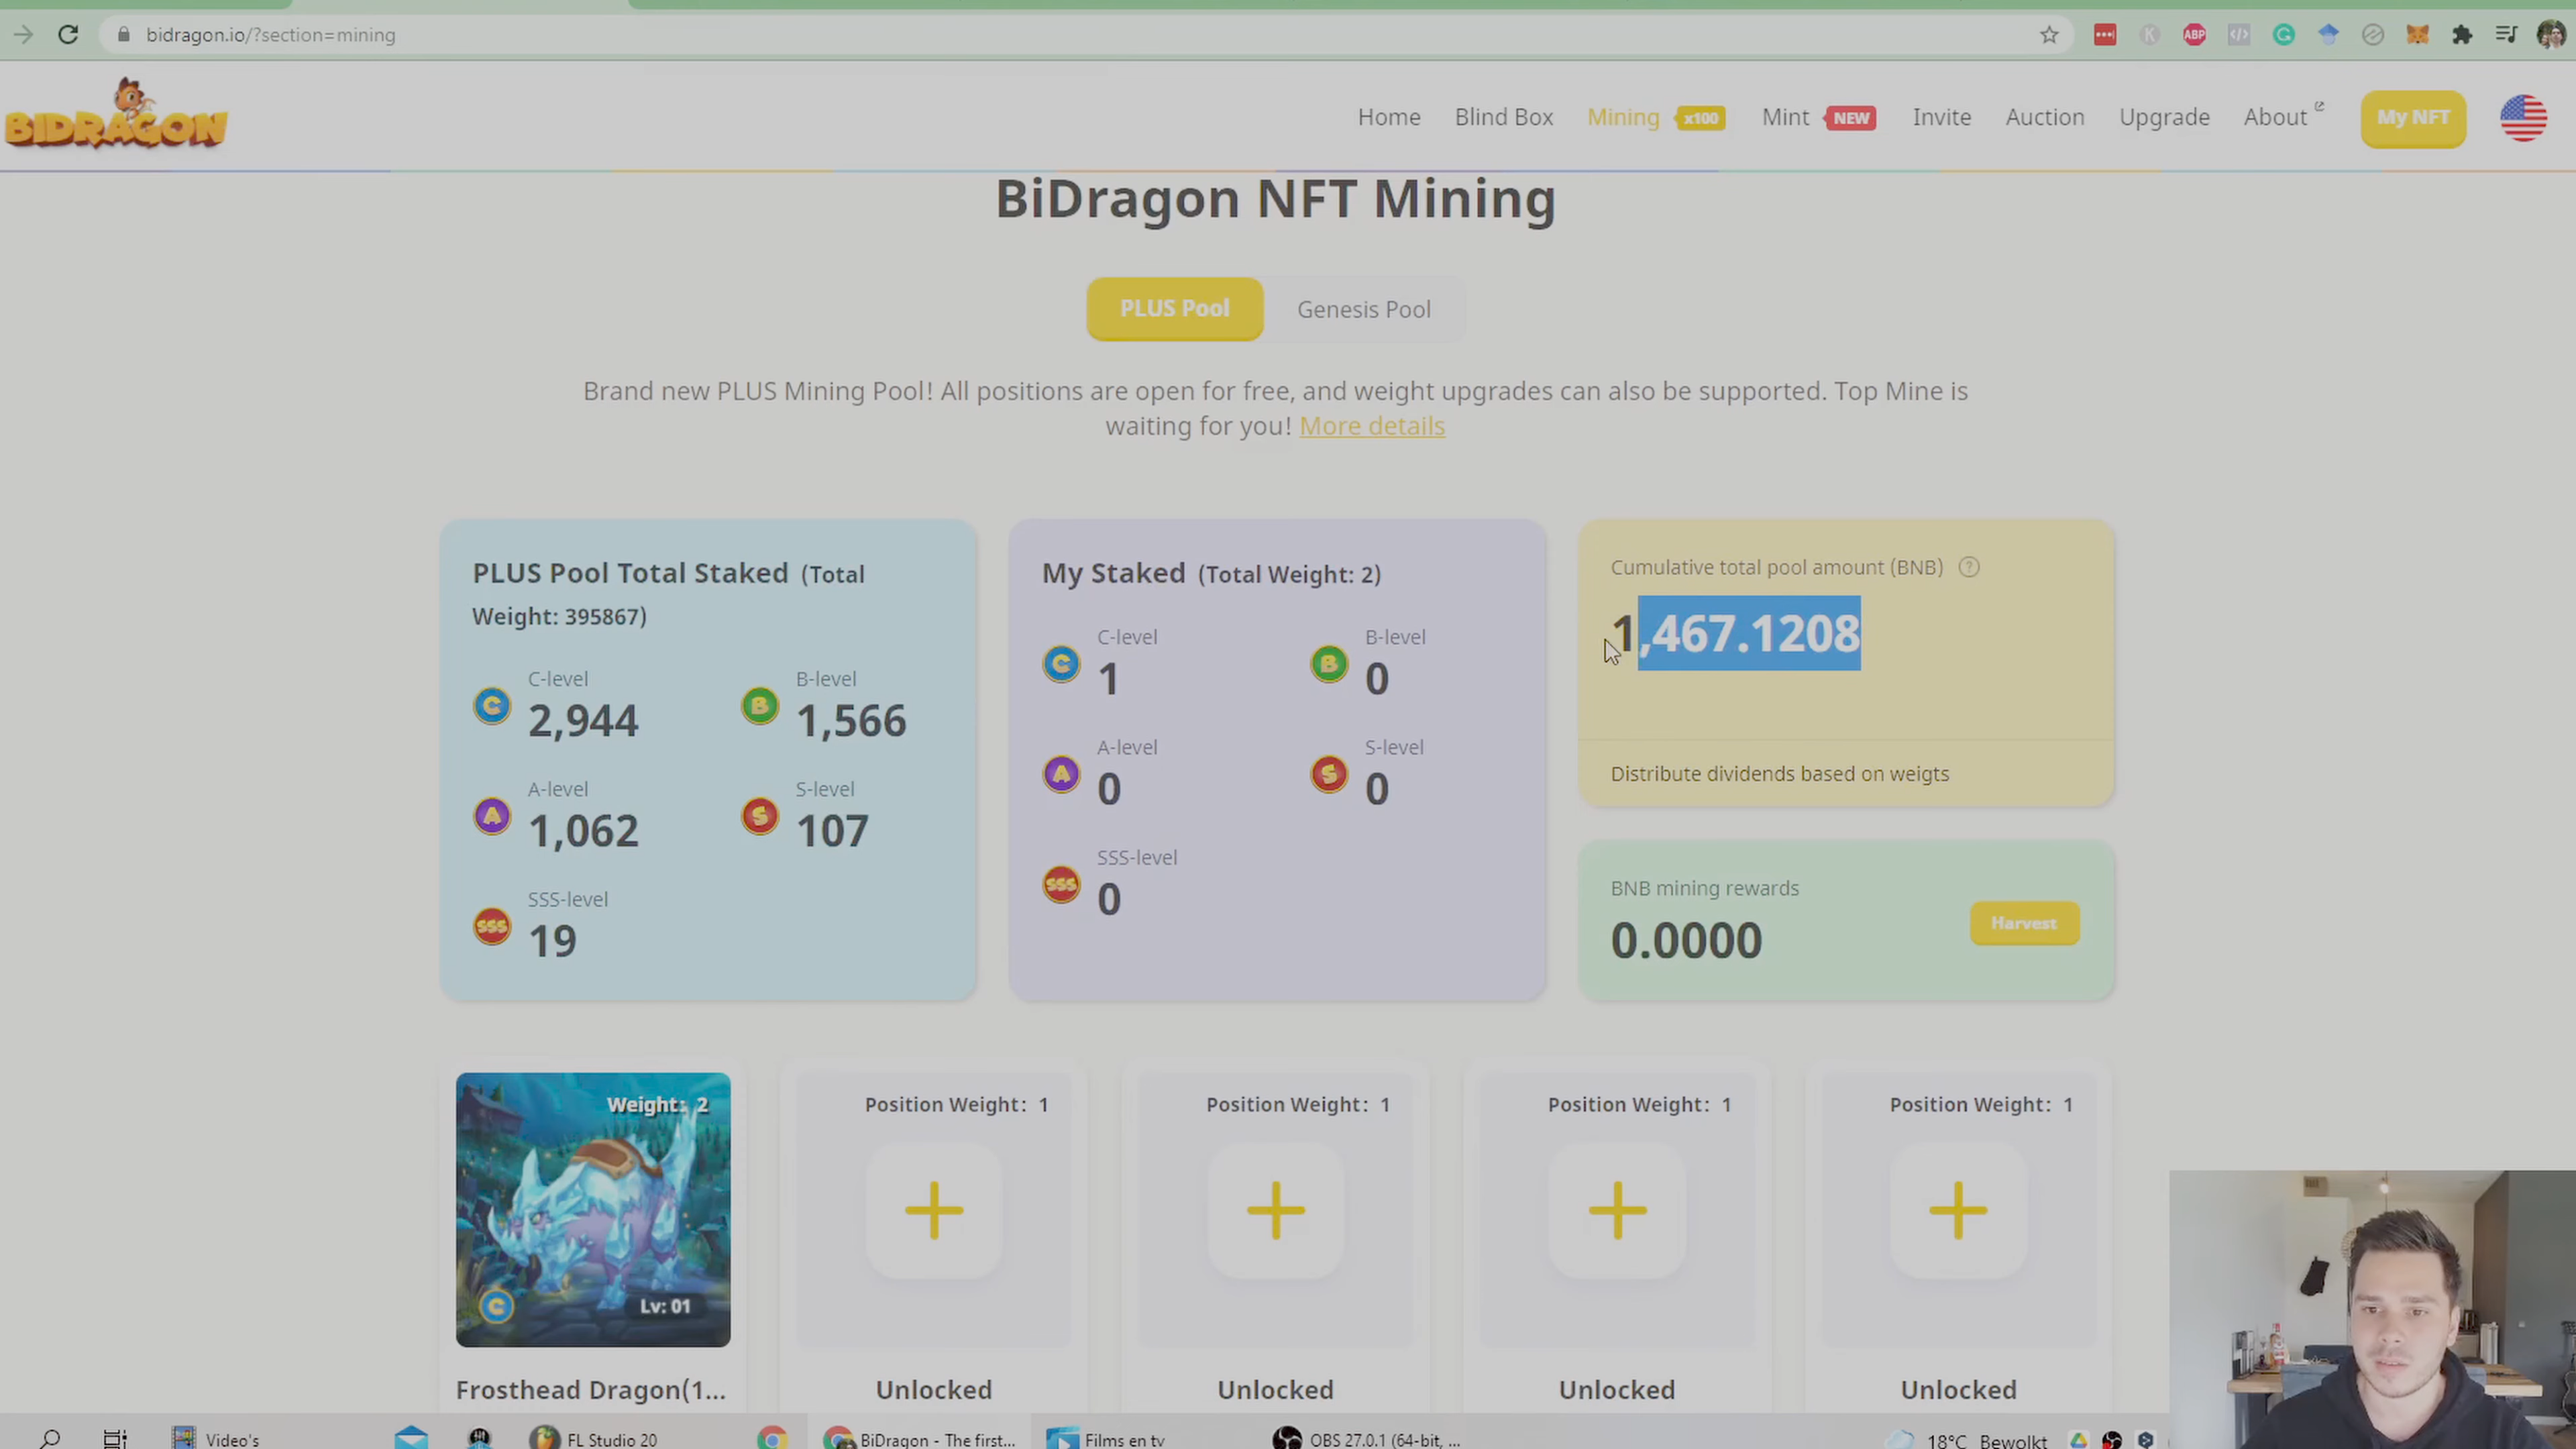 bidragon.io/?section=mining
ABP
BIDRAGON
Home
Blind Box
Mining
x100
Mint
NEW
Invite
Auction
Upgrade
About
My NFT
BiDragon NFT Mining
PLUS Pool
Genesis Pool
Brand new PLUS Mining Pool! All positions are open for free, and weight upgrades can also be supported. Top Mine is
waiting for you! More details
PLUS Pool Total Staked (Total
Weight: 395867)
C-level
C
2,944
B-level
B
1,566
A-level
A
1,062
S-level
S
107
SSS-level
SSS
19
My Staked (Total Weight: 2)
C-level
C
1
B-level
B
0
A-level
A
0
S-level
S
0
SSS-level
SSS
0
Cumulative total pool amount (BNB) ?
1,467.1208
Distribute dividends based on weigts
BNB mining rewards
0.0000
Harvest
Weight: 2
C
Lv: 01
Frosthead Dragon(1...
Position Weight: 1
Unlocked
Position Weight: 1
Unlocked
Position Weight: 1
Unlocked
Position Weight: 1
Unlocked
Video's
FL Studio 20
BiDragon - The first...
Films en tv
OBS 27.0.1 (64-bit, ...
18°C Bewolkt